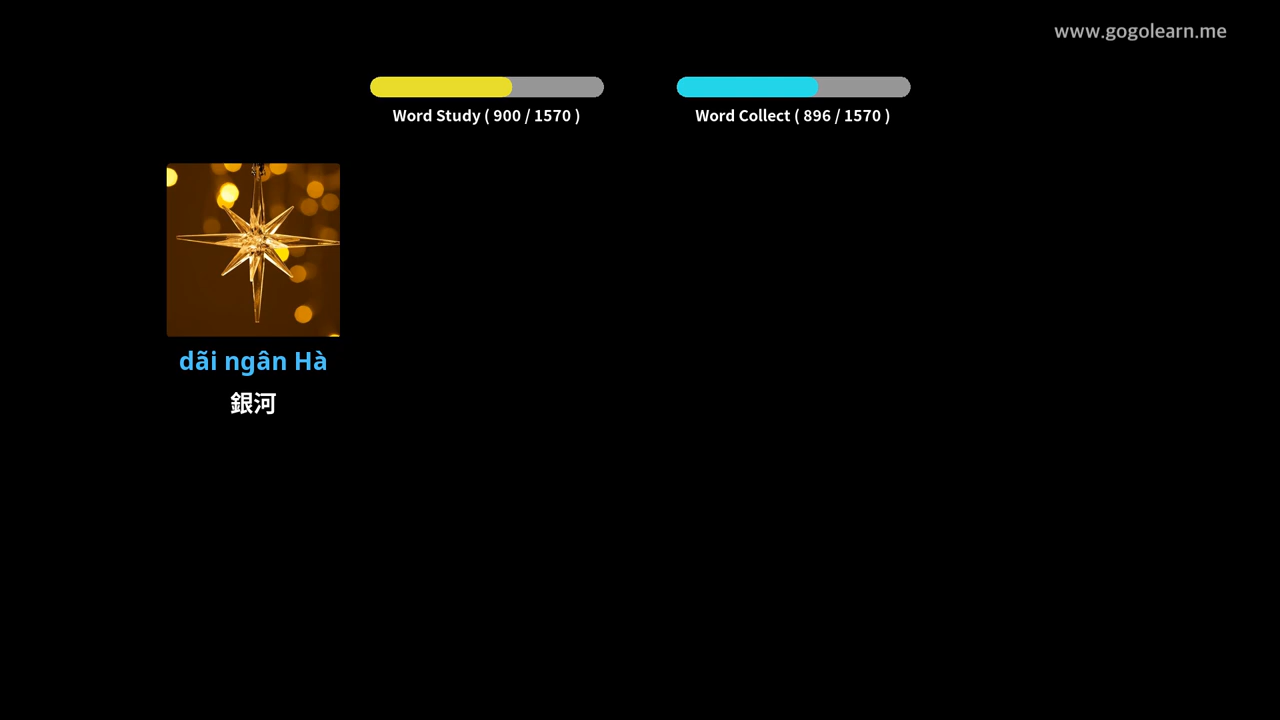 www.gogolearn.me
Word Study ( 900 / 1570 )
Word Collect ( 896 / 1570 )
dãi ngân Hà
銀河